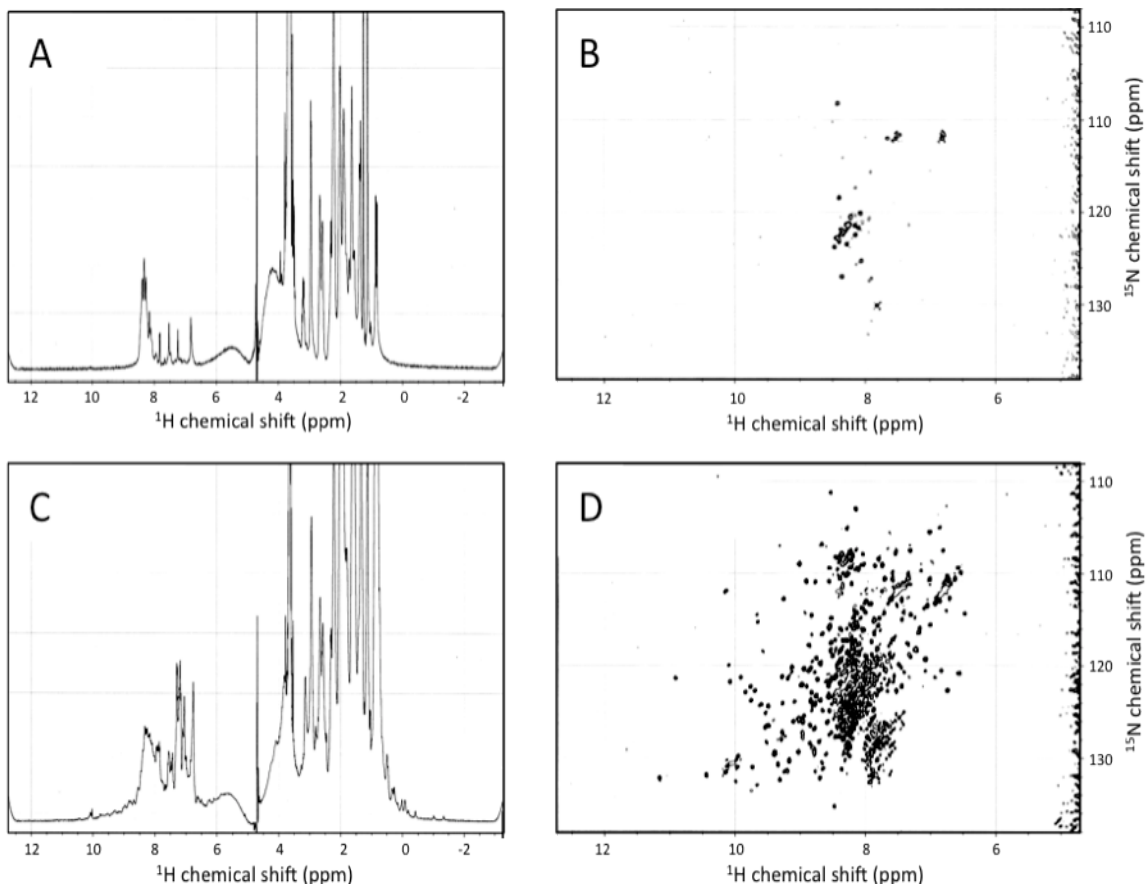 A
12 10 8 6 4 2 0 -2
¹H chemical shift (ppm)
B
110
110
120
130
¹⁵N chemical shift (ppm)
12 10 8 6
¹H chemical shift (ppm)
C
12 10 8 6 4 2 0 -2
¹H chemical shift (ppm)
D
110
110
120
130
¹⁵N chemical shift (ppm)
12 10 8 6
¹H chemical shift (ppm)